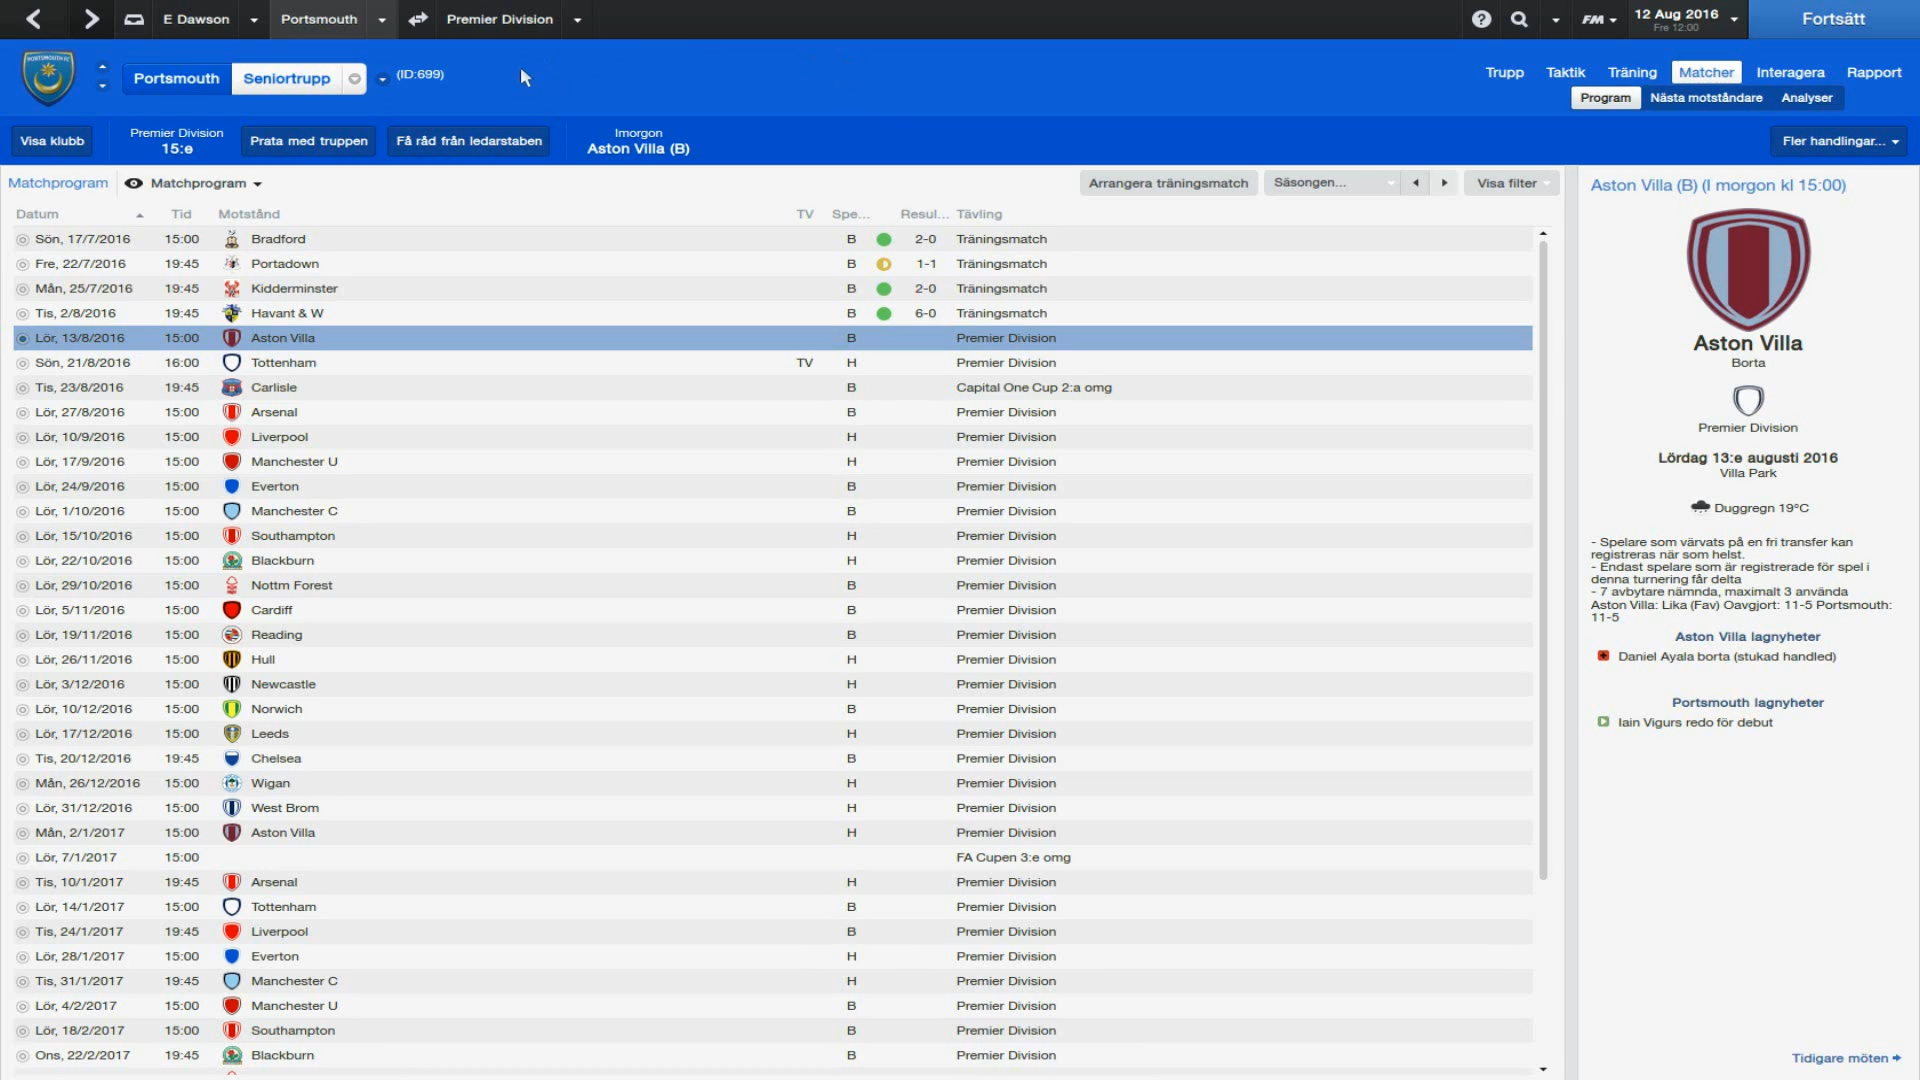 E Dawson Portsmouth Premier Division FM 12 Aug 2016 Fre 12:00 Fortsätt
Portsmouth Seniortrupp (ID:699) Trupp Taktik Träning Matcher Interagera Rapport
Program Nästa motståndare Analyser
Visa klubb Premier Division 15:e Prata med truppen Få råd från ledarstaben Imorgon Aston Villa (B) Fler handlingar...
Matchprogram Matchprogram Arrangera träningsmatch Säsongen... Visa filter
Datum Tid Motstånd TV Spe... Resul... Tävling
Sön, 17/7/2016 15:00 Bradford B 2-0 Träningsmatch
Fre, 22/7/2016 19:45 Portadown B 1-1 Träningsmatch
Mån, 25/7/2016 19:45 Kidderminster B 2-0 Träningsmatch
Tis, 2/8/2016 19:45 Havant & W B 6-0 Träningsmatch
Lör, 13/8/2016 15:00 Aston Villa B Premier Division
Sön, 21/8/2016 16:00 Tottenham TV H Premier Division
Tis, 23/8/2016 19:45 Carlisle B Capital One Cup 2:a omg
Lör, 27/8/2016 15:00 Arsenal B Premier Division
Lör, 10/9/2016 15:00 Liverpool H Premier Division
Lör, 17/9/2016 15:00 Manchester U H Premier Division
Lör, 24/9/2016 15:00 Everton B Premier Division
Lör, 1/10/2016 15:00 Manchester C B Premier Division
Lör, 15/10/2016 15:00 Southampton H Premier Division
Lör, 22/10/2016 15:00 Blackburn H Premier Division
Lör, 29/10/2016 15:00 Nottm Forest B Premier Division
Lör, 5/11/2016 15:00 Cardiff B Premier Division
Lör, 19/11/2016 15:00 Reading B Premier Division
Lör, 26/11/2016 15:00 Hull H Premier Division
Lör, 3/12/2016 15:00 Newcastle H Premier Division
Lör, 10/12/2016 15:00 Norwich B Premier Division
Lör, 17/12/2016 15:00 Leeds H Premier Division
Tis, 20/12/2016 19:45 Chelsea B Premier Division
Mån, 26/12/2016 15:00 Wigan H Premier Division
Lör, 31/12/2016 15:00 West Brom H Premier Division
Mån, 2/1/2017 15:00 Aston Villa H Premier Division
Lör, 7/1/2017 15:00 FA Cupen 3:e omg
Tis, 10/1/2017 19:45 Arsenal H Premier Division
Lör, 14/1/2017 15:00 Tottenham B Premier Division
Tis, 24/1/2017 19:45 Liverpool B Premier Division
Lör, 28/1/2017 15:00 Everton H Premier Division
Tis, 31/1/2017 19:45 Manchester C H Premier Division
Lör, 4/2/2017 15:00 Manchester U B Premier Division
Lör, 18/2/2017 15:00 Southampton B Premier Division
Ons, 22/2/2017 19:45 Blackburn B Premier Division
Aston Villa (B) (I morgon kl 15:00)
Aston Villa
Borta
Premier Division
Lördag 13:e augusti 2016
Villa Park
Duggregn 19°C
- Spelare som värvats på en fri transfer kan
registreras när som helst.
- Endast spelare som är registrerade för spel i
denna turnering får delta
- 7 avbytare nämnda, maximalt 3 använda
Aston Villa: Lika (Fav) Oavgjort: 11-5 Portsmouth:
11-5
Aston Villa lagnyheter
Daniel Ayala borta (stukad handled)
Portsmouth lagnyheter
Iain Vigurs redo för debut
Tidigare möten